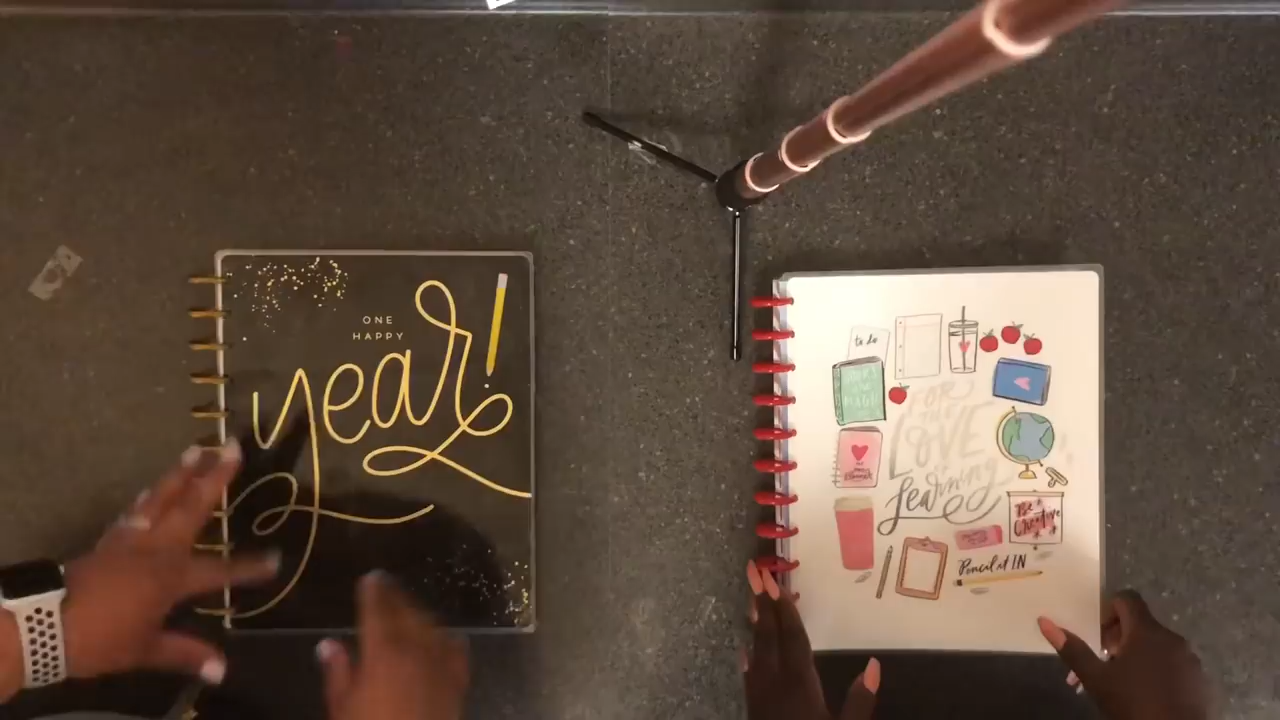 ONE
HAPPY
year!
to do
FOR
THE
LOVE
OF
Learning
Be
Creative
Pencil it IN